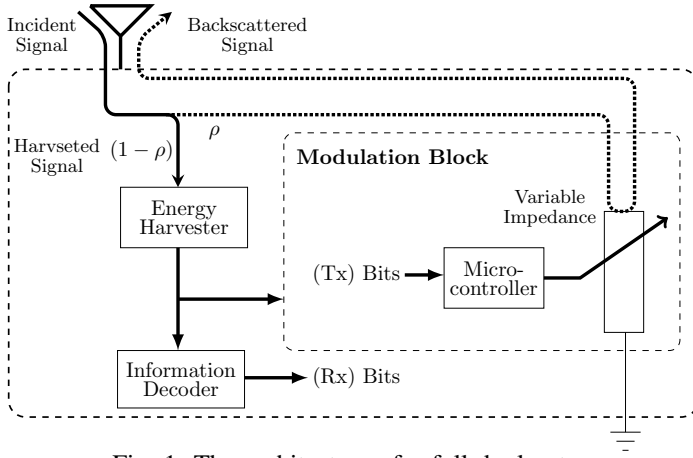 Incident
Signal
Backscattered
Signal
ρ
Harvseted
Signal
(1 − ρ)
Modulation Block
Energy
Harvester
Variable
Impedance
(Tx) Bits
Micro-
controller
Information
Decoder
(Rx) Bits